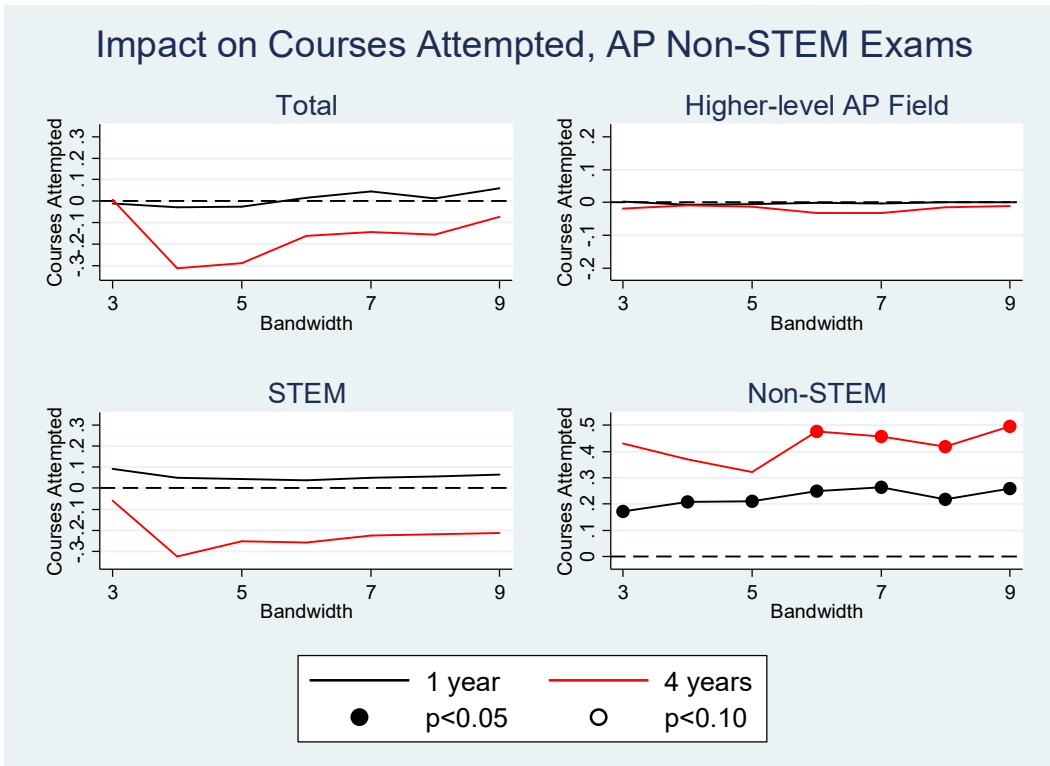 Impact on Courses Attempted, AP Non-STEM Exams
Total
Courses Attempted
-.3 -.2 -.1 0 .1 .2 .3
3 5 7 9
Bandwidth
Higher-level AP Field
Courses Attempted
-.2 -.1 0 .1 .2
3 5 7 9
Bandwidth
STEM
Courses Attempted
-.3 -.2 -.1 0 .1 .2 .3
3 5 7 9
Bandwidth
Non-STEM
Courses Attempted
0 .1 .2 .3 .4 .5
3 5 7 9
Bandwidth
1 year 4 years
p<0.05 p<0.10